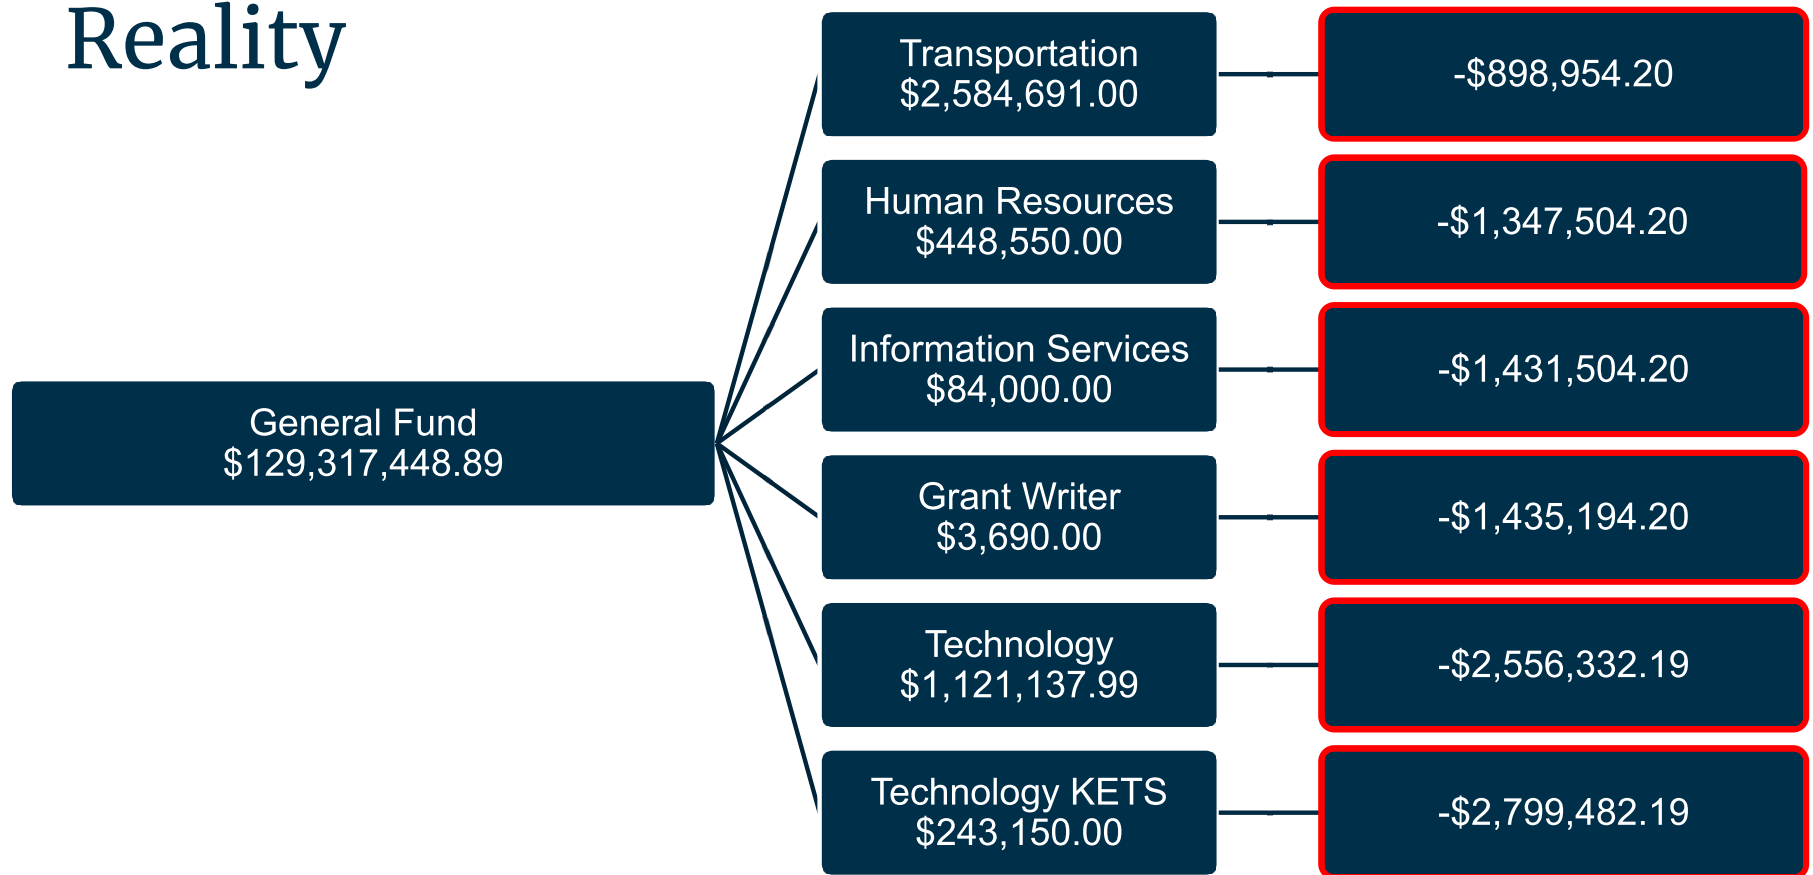 Reality
General Fund
$129,317,448.89
Transportation
$2,584,691.00
-$898,954.20
Human Resources
$448,550.00
-$1,347,504.20
Information Services
$84,000.00
-$1,431,504.20
Grant Writer
$3,690.00
-$1,435,194.20
Technology
$1,121,137.99
-$2,556,332.19
Technology KETS
$243,150.00
-$2,799,482.19